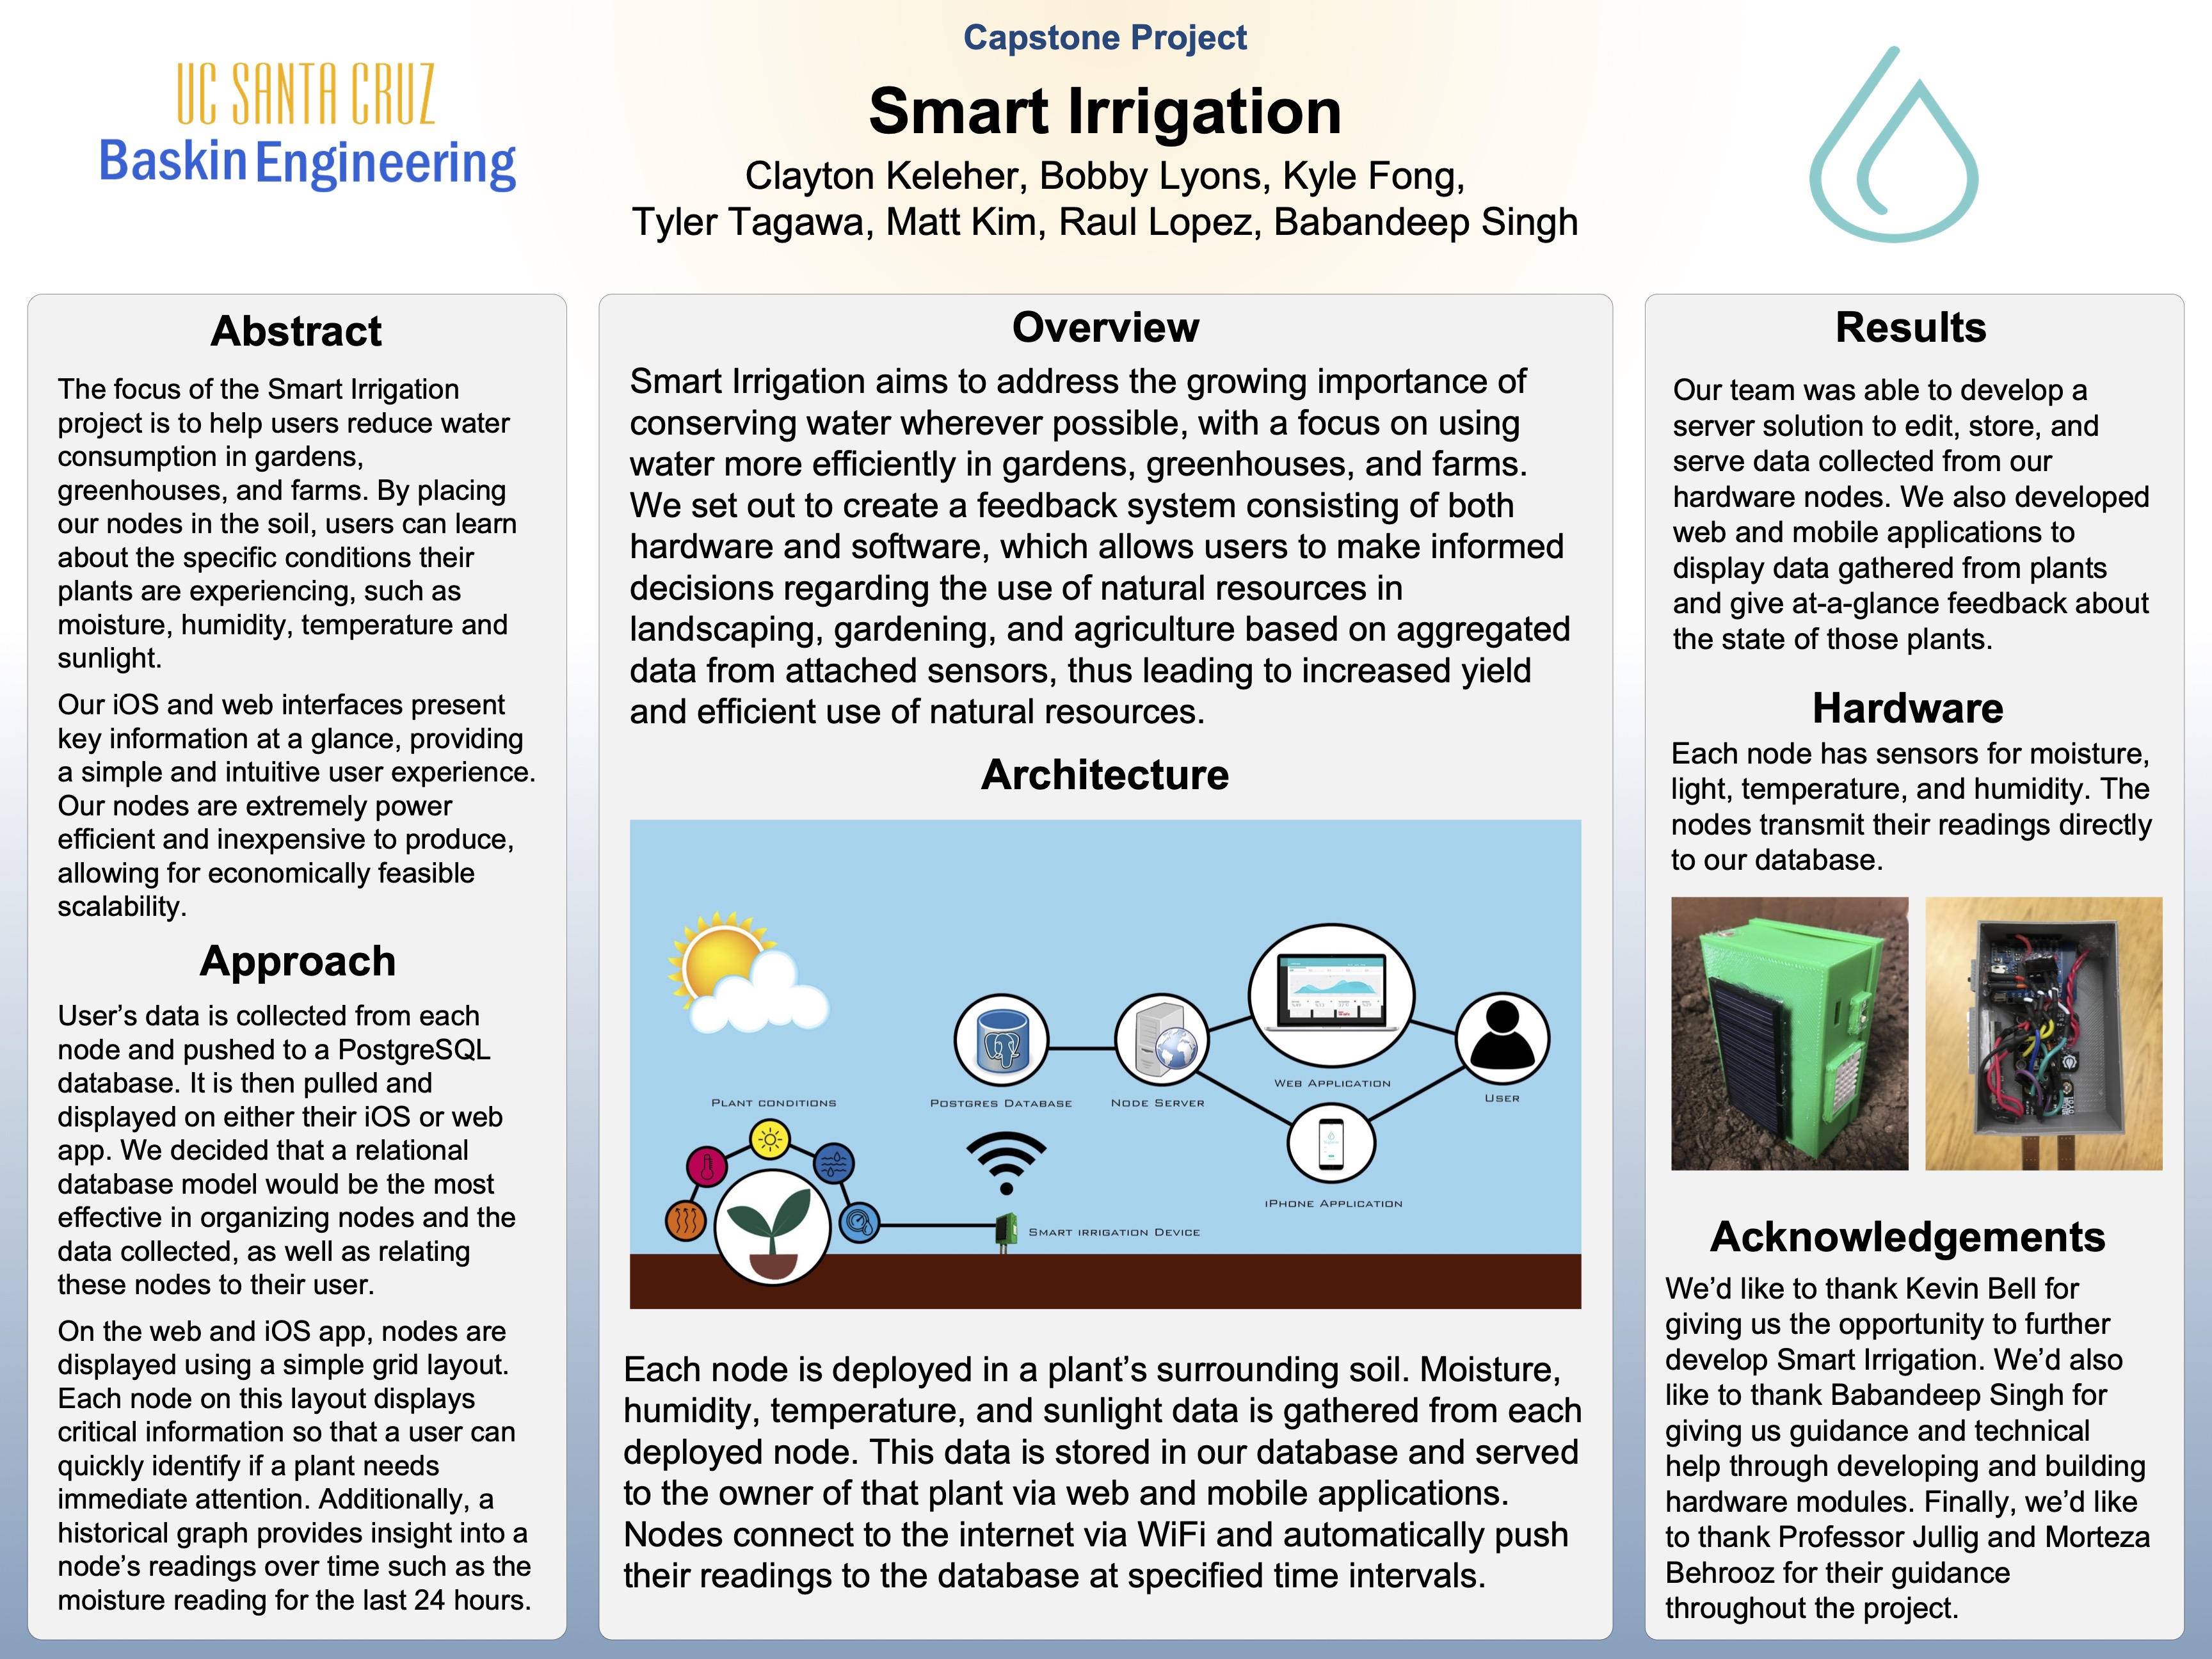 Capstone Project
UC SANTA CRUZ
Baskin Engineering
Smart Irrigation
Clayton Keleher, Bobby Lyons, Kyle Fong,
Tyler Tagawa, Matt Kim, Raul Lopez, Babandeep Singh
Abstract
The focus of the Smart Irrigation
project is to help users reduce water
consumption in gardens,
greenhouses, and farms. By placing
our nodes in the soil, users can learn
about the specific conditions their
plants are experiencing, such as
moisture, humidity, temperature and
sunlight.
Our iOS and web interfaces present
key information at a glance, providing
a simple and intuitive user experience.
Our nodes are extremely power
efficient and inexpensive to produce,
allowing for economically feasible
scalability.
Approach
User’s data is collected from each
node and pushed to a PostgreSQL
database. It is then pulled and
displayed on either their iOS or web
app. We decided that a relational
database model would be the most
effective in organizing nodes and the
data collected, as well as relating
these nodes to their user.
On the web and iOS app, nodes are
displayed using a simple grid layout.
Each node on this layout displays
critical information so that a user can
quickly identify if a plant needs
immediate attention. Additionally, a
historical graph provides insight into a
node’s readings over time such as the
moisture reading for the last 24 hours.
Overview
Smart Irrigation aims to address the growing importance of
conserving water wherever possible, with a focus on using
water more efficiently in gardens, greenhouses, and farms.
We set out to create a feedback system consisting of both
hardware and software, which allows users to make informed
decisions regarding the use of natural resources in
landscaping, gardening, and agriculture based on aggregated
data from attached sensors, thus leading to increased yield
and efficient use of natural resources.
Architecture
Plant conditions
Postgres Database
Node Server
Web Application
User
iPhone Application
Smart irrigation Device
Each node is deployed in a plant’s surrounding soil. Moisture,
humidity, temperature, and sunlight data is gathered from each
deployed node. This data is stored in our database and served
to the owner of that plant via web and mobile applications.
Nodes connect to the internet via WiFi and automatically push
their readings to the database at specified time intervals.
Results
Our team was able to develop a
server solution to edit, store, and
serve data collected from our
hardware nodes. We also developed
web and mobile applications to
display data gathered from plants
and give at-a-glance feedback about
the state of those plants.
Hardware
Each node has sensors for moisture,
light, temperature, and humidity. The
nodes transmit their readings directly
to our database.
Acknowledgements
We’d like to thank Kevin Bell for
giving us the opportunity to further
develop Smart Irrigation. We’d also
like to thank Babandeep Singh for
giving us guidance and technical
help through developing and building
hardware modules. Finally, we’d like
to thank Professor Jullig and Morteza
Behrooz for their guidance
throughout the project.